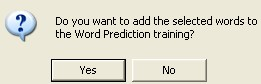 Do you want to add the selected words to
the Word Prediction training?
Yes
No